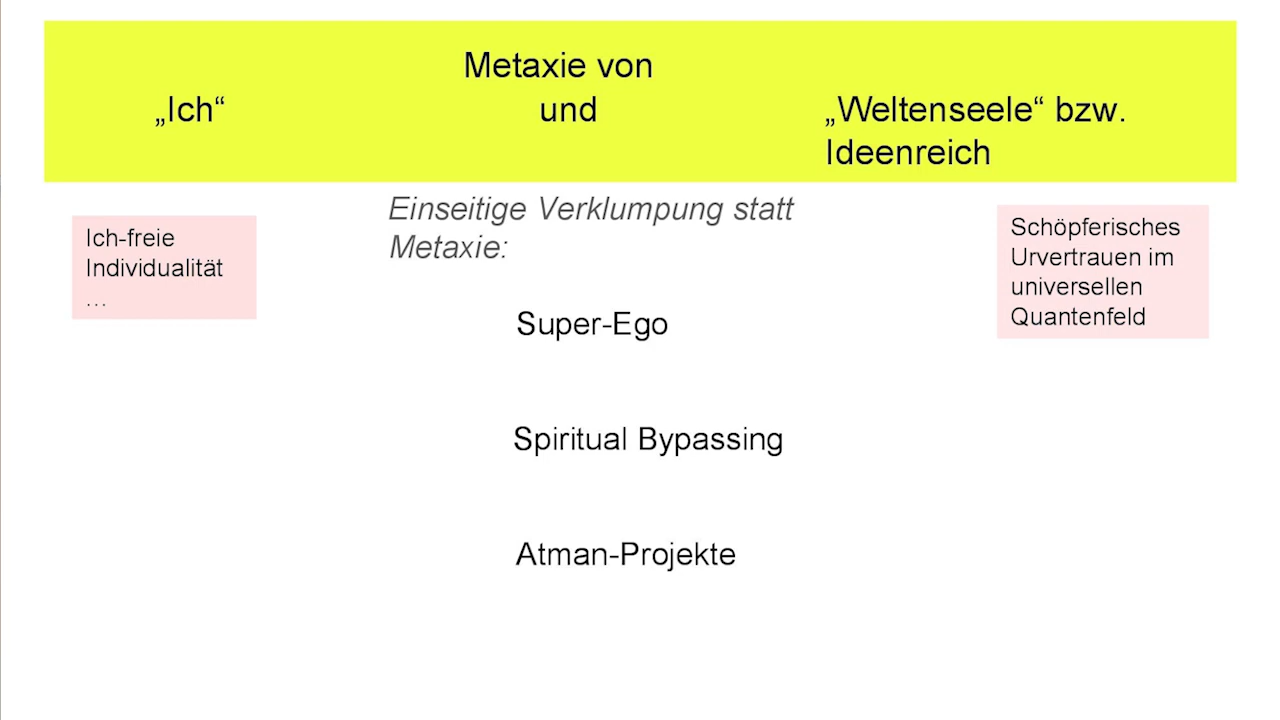 Metaxie von
„Ich“ und „Weltenseele“ bzw.
Ideenreich
Einseitige Verklumpung statt
Metaxie:
Ich-freie
Individualität
...
Schöpferisches
Urvertrauen im
universellen
Quantenfeld
Super-Ego
Spiritual Bypassing
Atman-Projekte